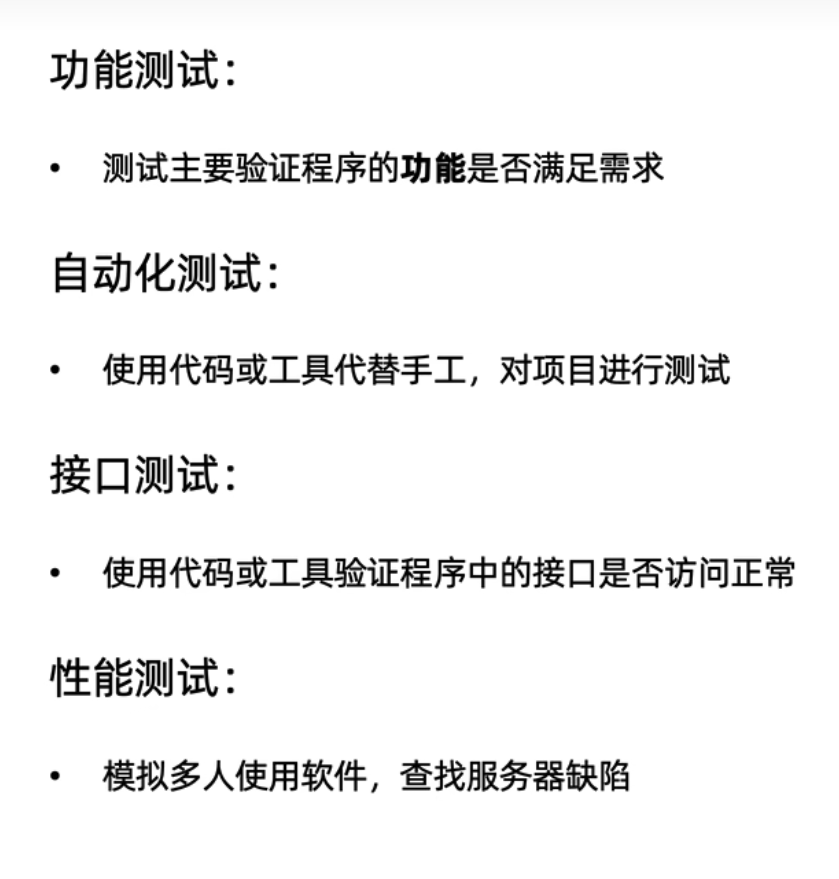 功能测试：
• 测试主要验证程序的功能是否满足需求
自动化测试：
• 使用代码或工具代替手工，对项目进行测试
接口测试：
• 使用代码或工具验证程序中的接口是否访问正常
性能测试：
• 模拟多人使用软件，查找服务器缺陷